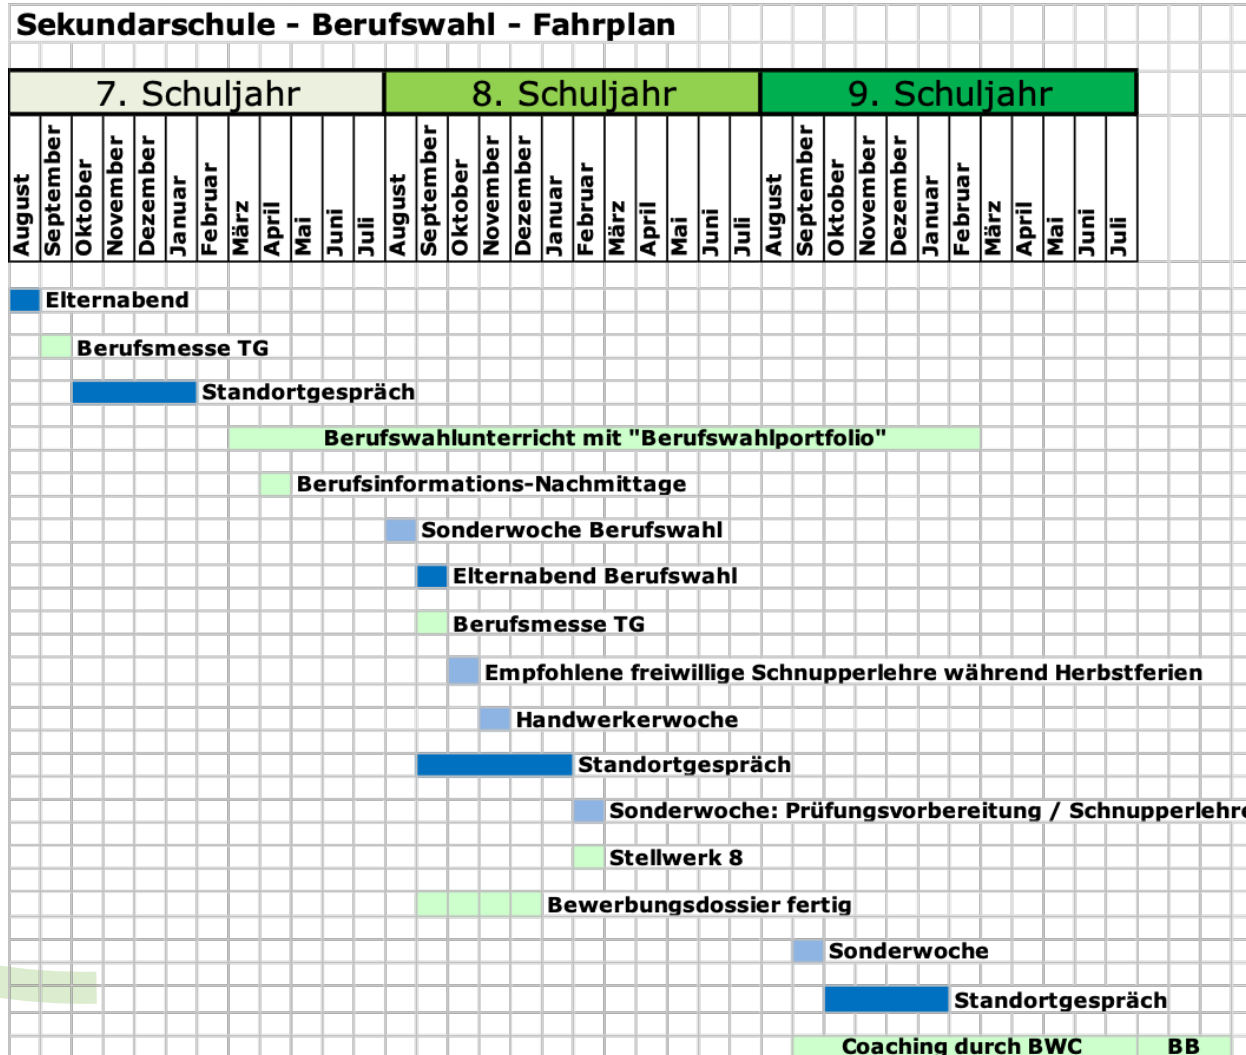 Sekundarschule - Berufswahl - Fahrplan
7. Schuljahr 8. Schuljahr 9. Schuljahr
August September Oktober November Dezember Januar Februar März April Mai Juni Juli August September Oktober November Dezember Januar Februar März April Mai Juni Juli August September Oktober November Dezember Januar Februar März April Mai Juni Juli
Elternabend
Berufsmesse TG
Standortgespräch
Berufswahlunterricht mit "Berufswahlportfolio"
Berufsinformations-Nachmittage
Sonderwoche Berufswahl
Elternabend Berufswahl
Berufsmesse TG
Empfohlene freiwillige Schnupperlehre während Herbstferien
Handwerkerwoche
Standortgespräch
Sonderwoche: Prüfungsvorbereitung / Schnupperlehre
Stellwerk 8
Bewerbungsdossier fertig
Sonderwoche
Standortgespräch
Coaching durch BWC BB